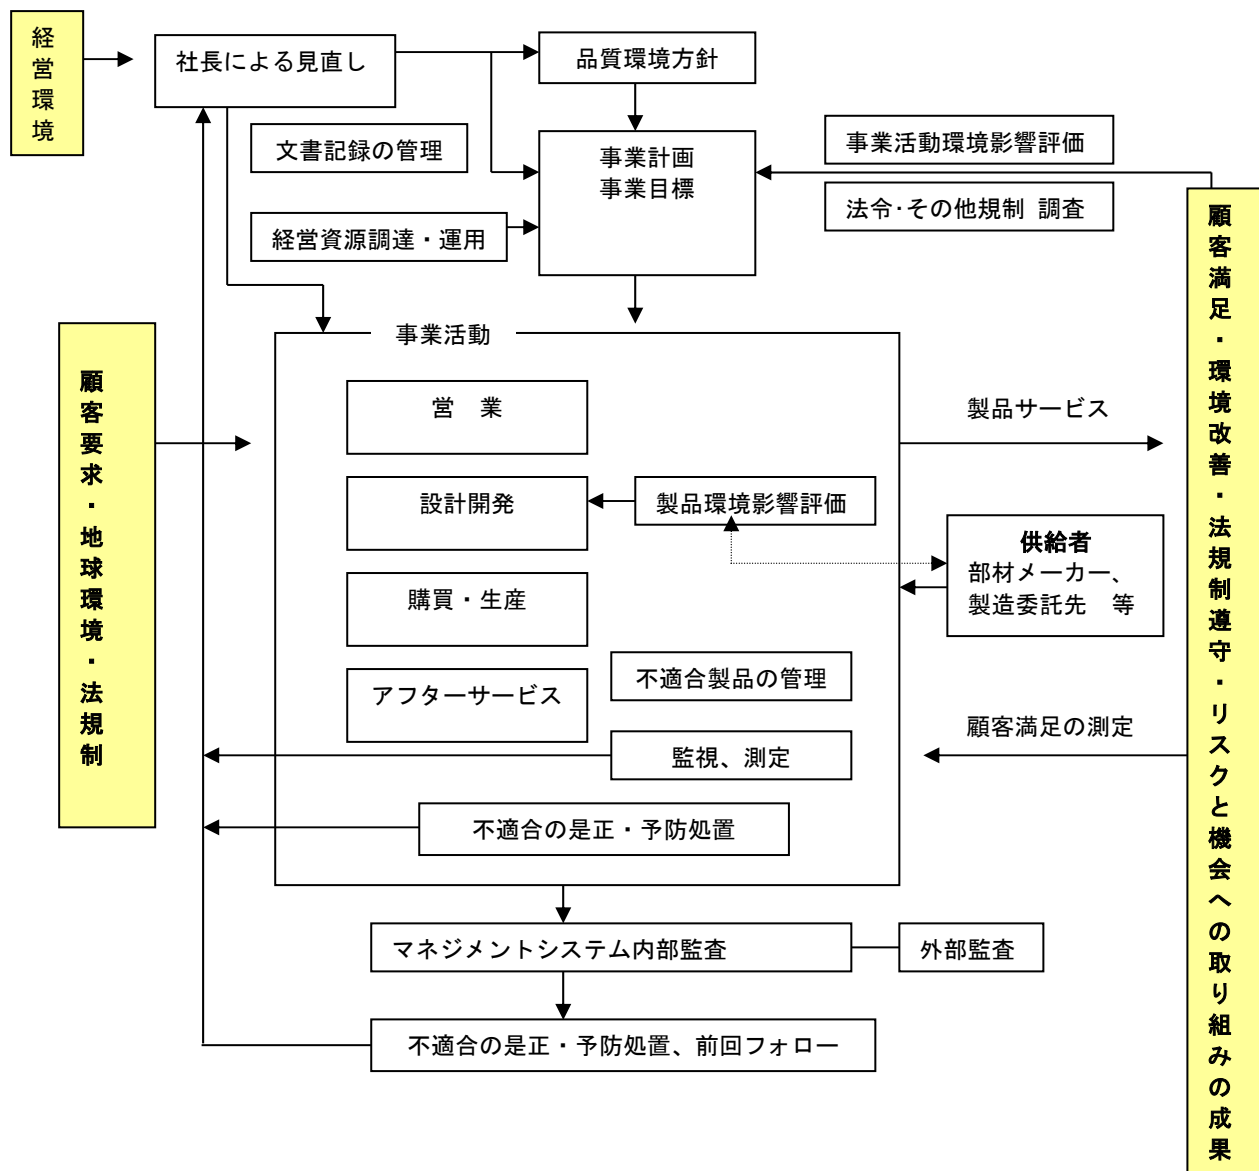 経営環境
社長による見直し
品質環境方針
文書記録の管理
事業計画
事業目標
事業活動環境影響評価
法令・その他規制 調査
経営資源調達・運用
顧客要求・地球環境・法規制
事業活動
営　業
設計開発
製品環境影響評価
購買・生産
アフターサービス
不適合製品の管理
監視、測定
不適合の是正・予防処置
製品サービス
供給者
部材メーカー、
製造委託先　等
顧客満足の測定
顧客満足・環境改善・法規制遵守・リスクと機会への取り組みの成果
マネジメントシステム内部監査
外部監査
不適合の是正・予防処置、前回フォロー